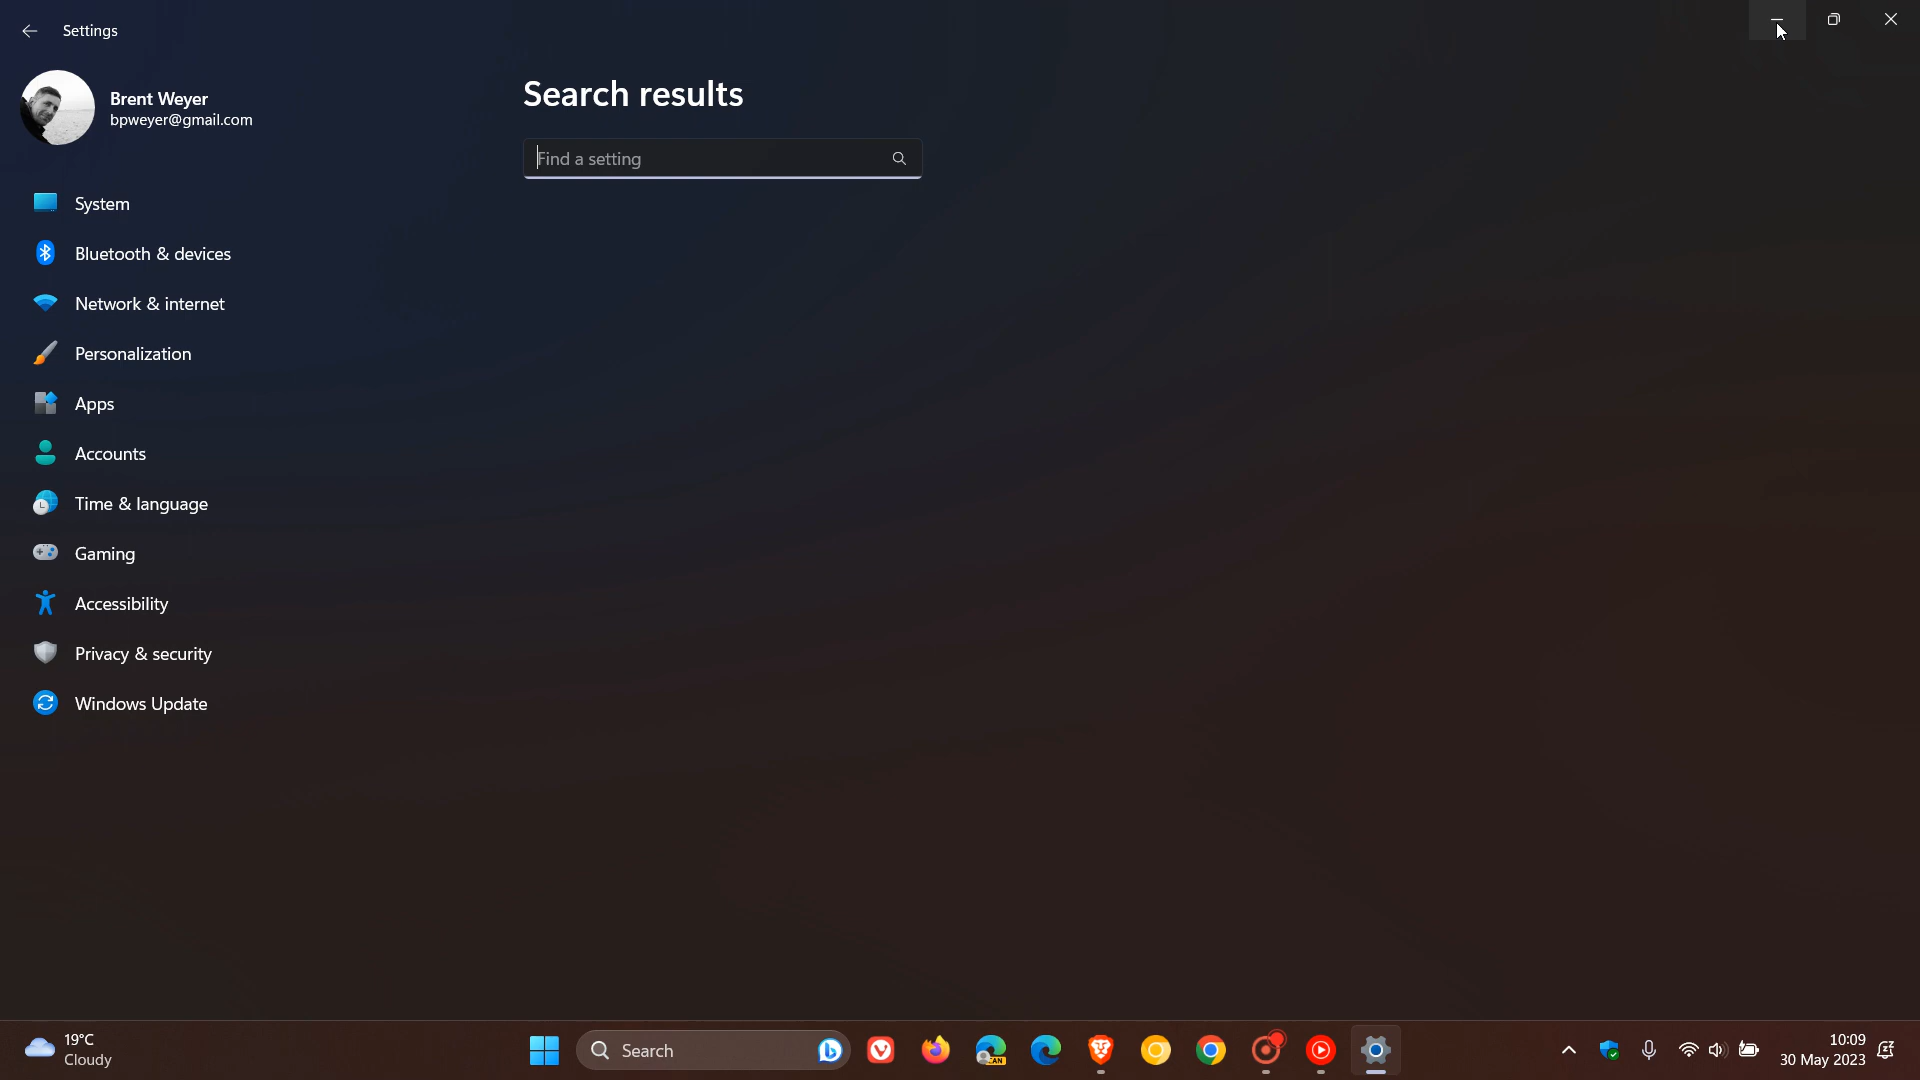 Settings
Brent Weyer
bpweyer@gmail.com
System
Bluetooth & devices
Network & internet
Personalization
Apps
Accounts
Time & language
Gaming
Accessibility
Privacy & security
Windows Update
Search results
Find a setting
19°C
Cloudy
Search
CAN
10:09
30 May 2023